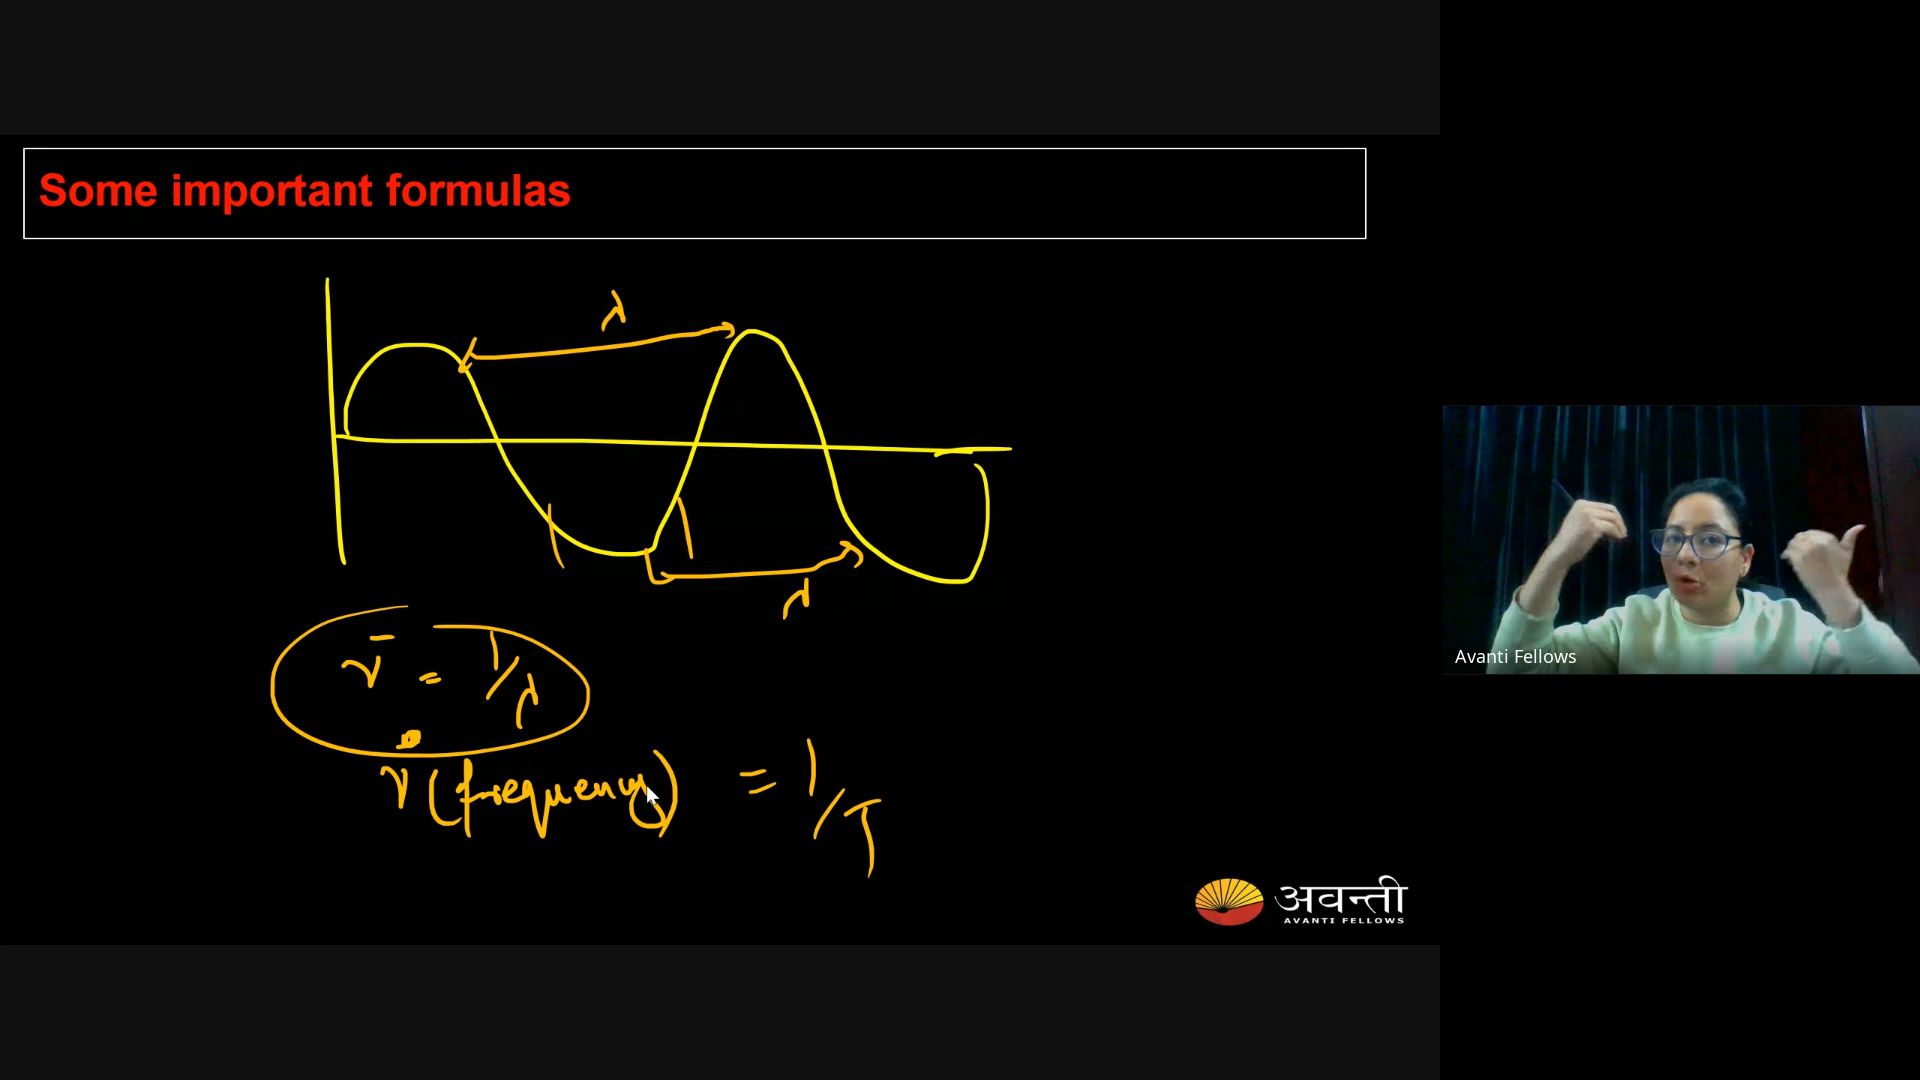 Some important formulas
λ
λ
ν̄ = 1/λ
ν (frequency) = 1/T
Avanti Fellows
अवन्ती
AVANTI FELLOWS